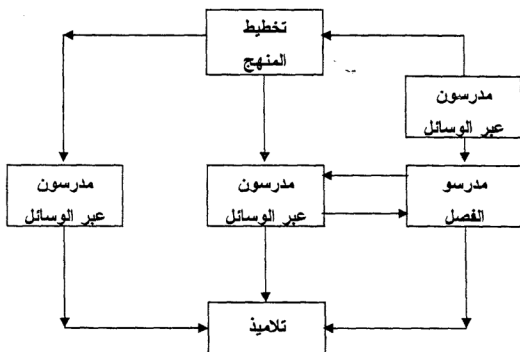 تخطيط
المنهج
مدرسون
عبر الوسائل
مدرسو
الفصل
مدرسون
عبر الوسائل
مدرسون
عبر الوسائل
تلاميذ